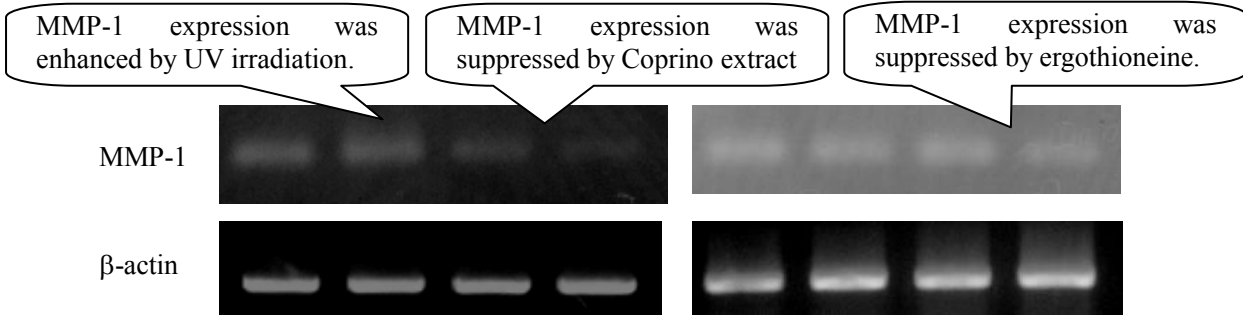 MMP-1 expression was
enhanced by UV irradiation.
MMP-1 expression was
suppressed by Coprino extract
MMP-1 expression was
suppressed by ergothioneine.
MMP-1
β-actin